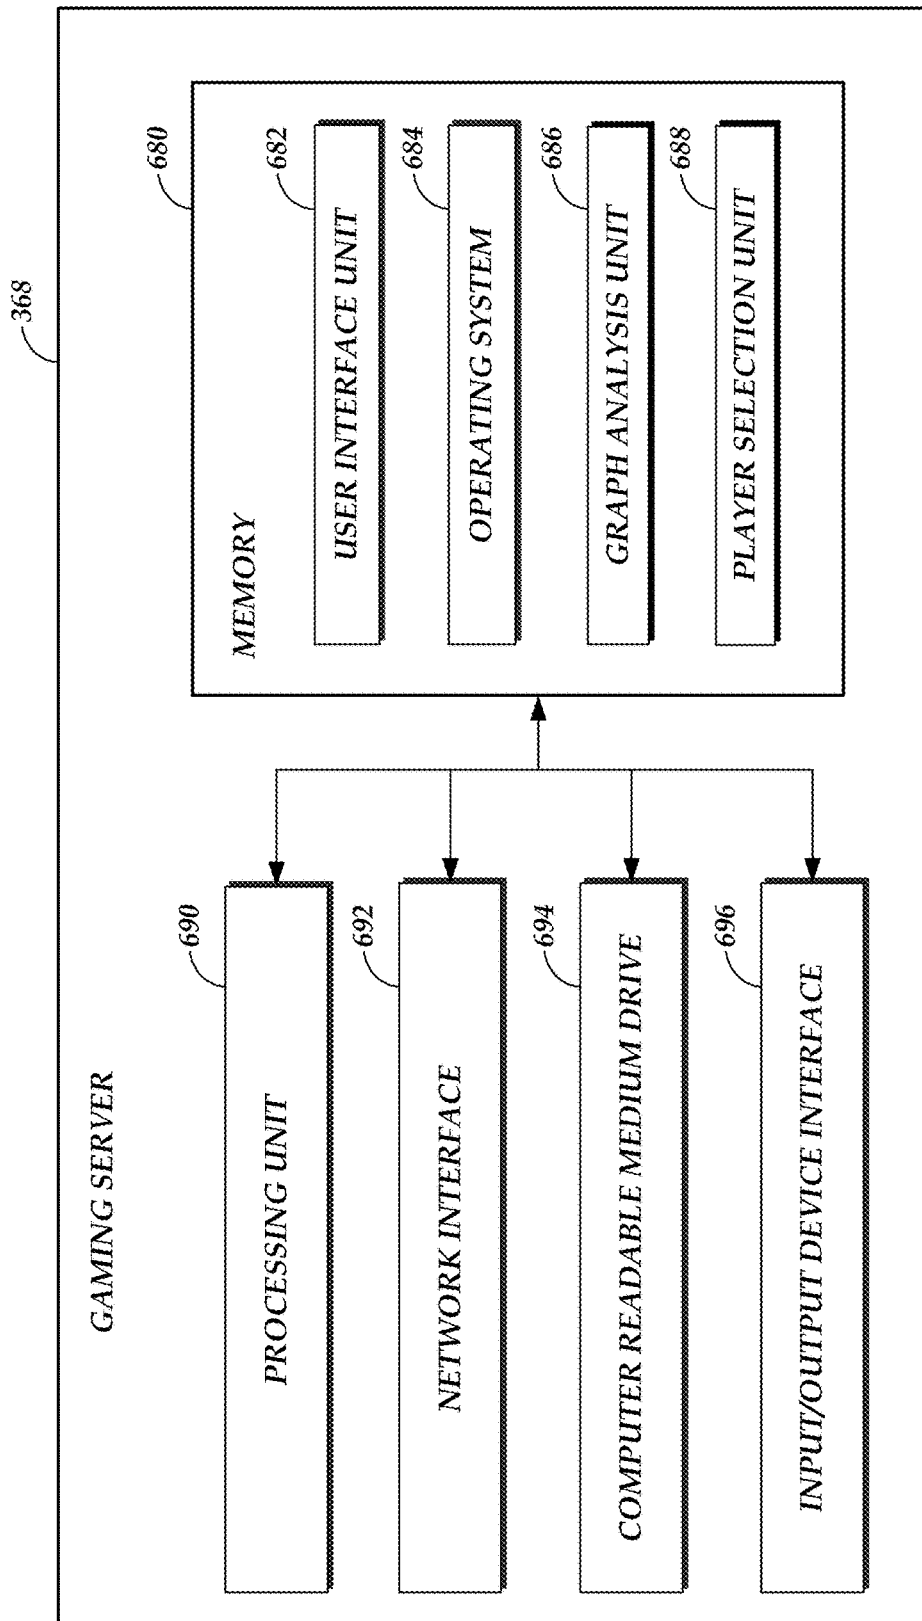 368
GAMING SERVER
690
PROCESSING UNIT
692
NETWORK INTERFACE
694
COMPUTER READABLE MEDIUM DRIVE
696
INPUT/OUTPUT DEVICE INTERFACE
680
MEMORY
682
USER INTERFACE UNIT
684
OPERATING SYSTEM
686
GRAPH ANALYSIS UNIT
688
PLAYER SELECTION UNIT